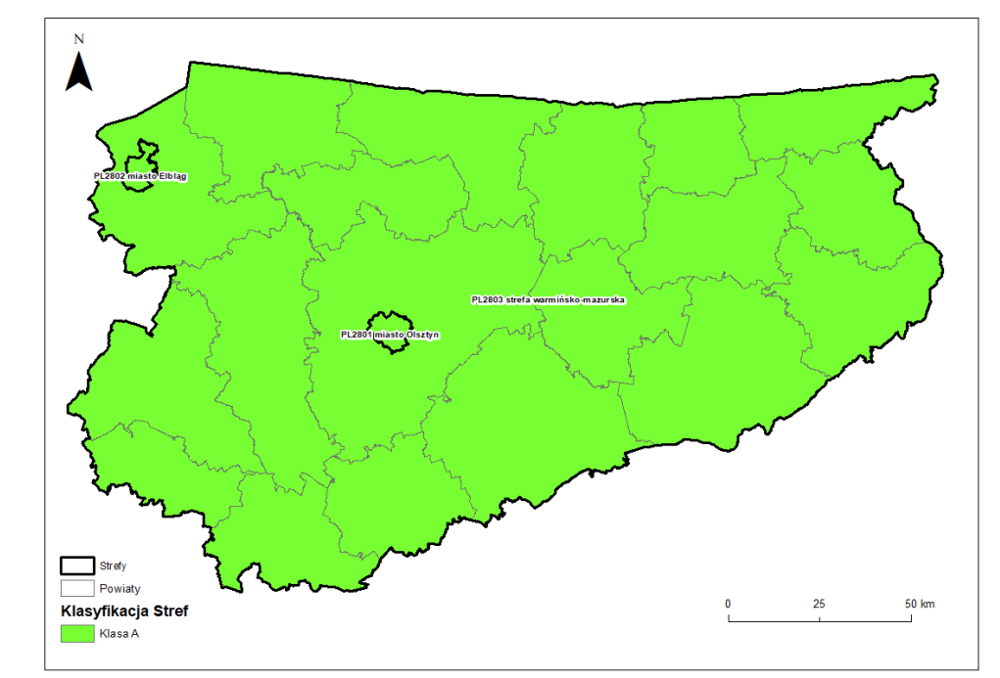 N
PL2802 miasto Elbląg
PL2803 strefa warmińsko-mazurska
PL2801 miasto Olsztyn
Strefy
Powiaty
Klasyfikacja Stref
Klasa A
0 25 50 km